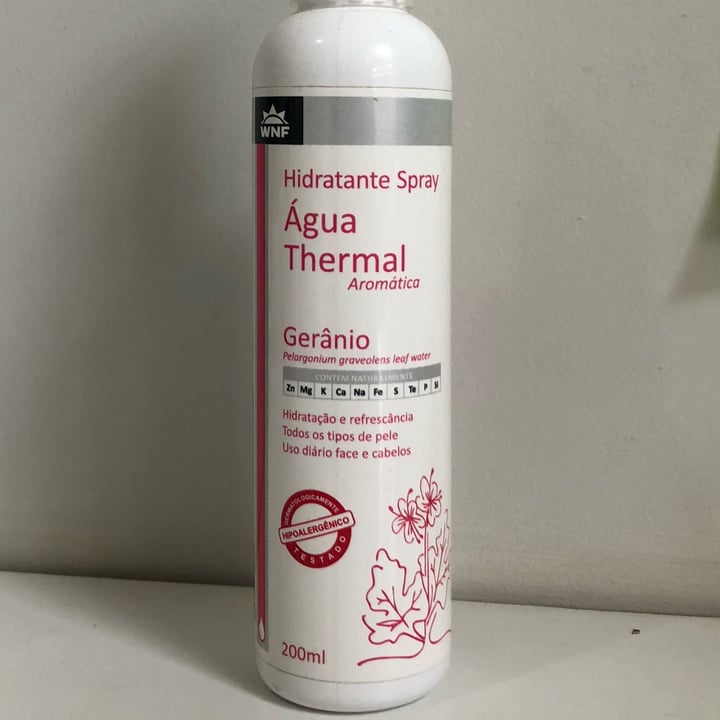 WNF
Hidratante Spray
Água
Thermal
Aromática
Gerânio
Pelargonium graveolens leaf water
CONTÉM NATURALMENTE
Zn Mg K Ca Na Fe S Te P Si
Hidratação e refrescância
Todos os tipos de pele
Uso diário face e cabelos
DERMATOLOGICAMENTE
HIPOALERGÊNICO
TESTADO
200ml